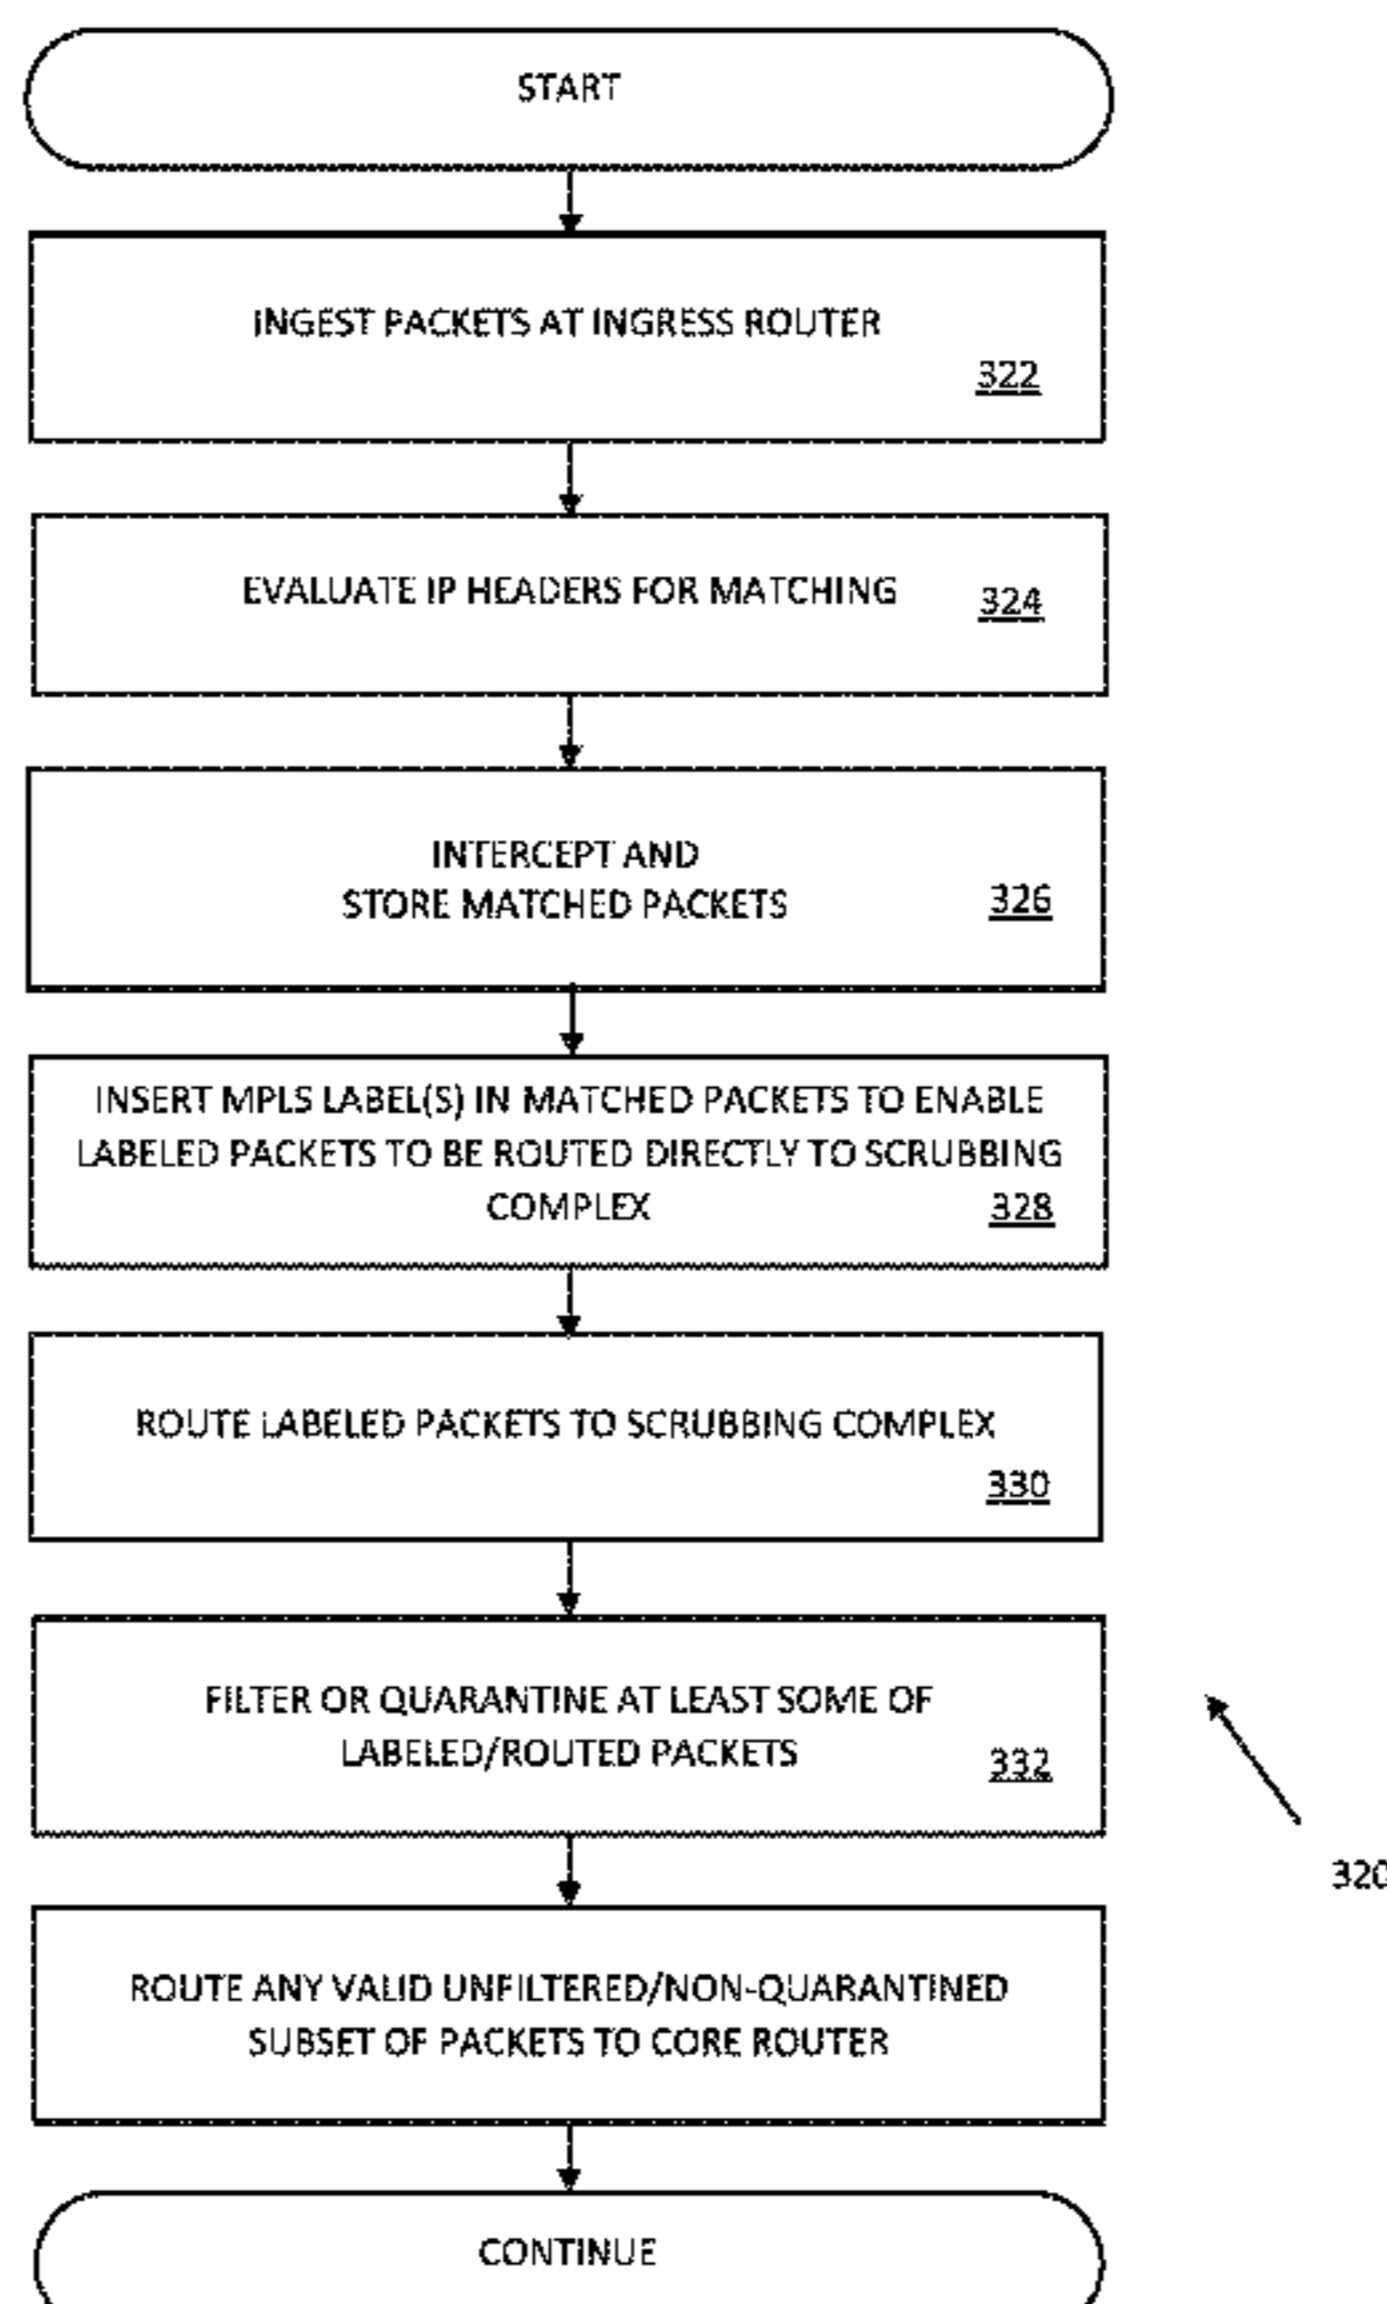 START
INGEST PACKETS AT INGRESS ROUTER
322
EVALUATE IP HEADERS FOR MATCHING
324
INTERCEPT AND
STORE MATCHED PACKETS
326
INSERT MPLS LABEL(S) IN MATCHED PACKETS TO ENABLE
LABELED PACKETS TO BE ROUTED DIRECTLY TO SCRUBBING
COMPLEX
328
ROUTE LABELED PACKETS TO SCRUBBING COMPLEX
330
FILTER OR QUARANTINE AT LEAST SOME OF
LABELED/ROUTED PACKETS
332
320
ROUTE ANY VALID UNFILTERED/NON-QUARANTINED
SUBSET OF PACKETS TO CORE ROUTER
CONTINUE